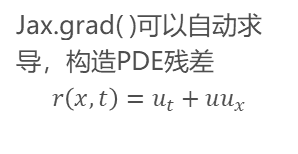 Jax.grad( )可以自动求
导，构造PDE残差
r(x,t) = u_t + uu_x